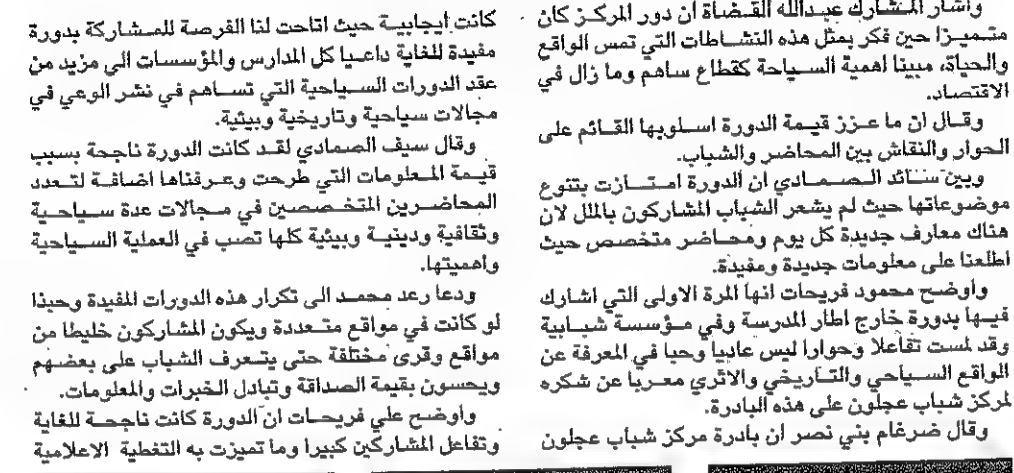 واشار المشارك عبدالله القضاة ان دور المركز كان
متميزا حين فكر بمثل هذه النشاطات التي تمس الواقع
والحياة، مبينا اهمية السياحة كقطاع ساهم وما زال في
الاقتصاد.
وقال ان ما عزز قيمة الدورة اسلوبها القائم على
الحوار والنقاش بين المحاضر والشباب.
وبين سائد الصمادي ان الدورة امتازت بتنوع
موضوعاتها حيث لم يشعر الشباب المشاركون بالملل لان
هناك معارف جديدة كل يوم ومحاضر متخصص حيث
اطلعنا على معلومات جديدة ومفيدة.
واوضح محمود فريحات انها المرة الاولى التي اشارك
فيها بدورة خارج اطار المدرسة وفي مؤسسة شبابية
وقد لمست تفاعلا وحوارا ليس عاديا وحبا في المعرفة عن
الواقع السياحي والتاريخي والاثري معربا عن شكره
لمركز شباب عجلون على هذه البادرة.
وقال ضرغام بني نصر ان بادرة مركز شباب عجلون
كانت ايجابية حيث اتاحت لنا الفرصة للمشاركة بدورة
مفيدة للغاية داعيا كل المدارس والمؤسسات الى مزيد من
عقد الدورات السياحية التي تساهم في نشر الوعي في
مجالات سياحية وتاريخية وبيئية.
وقال سيف الصمادي لقد كانت الدورة ناجحة بسبب
قيمة المعلومات التي طرحت وعرفناها اضافة لتعدد
المحاضرين المتخصصين في مجالات عدة سياحية
وثقافية ودينية وبيئية كلها تصب في العملية السياحية
واهميتها.
ودعا رعد محمد الى تكرار هذه الدورات المفيدة وحبذا
لو كانت في مواقع متعددة ويكون المشاركون خليطا من
مواقع وقرى مختلفة حتى يتعرف الشباب على بعضهم
ويحسون بقيمة الصداقة وتبادل الخبرات والمعلومات.
واوضح علي فريحات ان الدورة كانت ناجحة للغاية
وتفاعل المشاركين كبيرا وما تميزت به التغطية الاعلامية